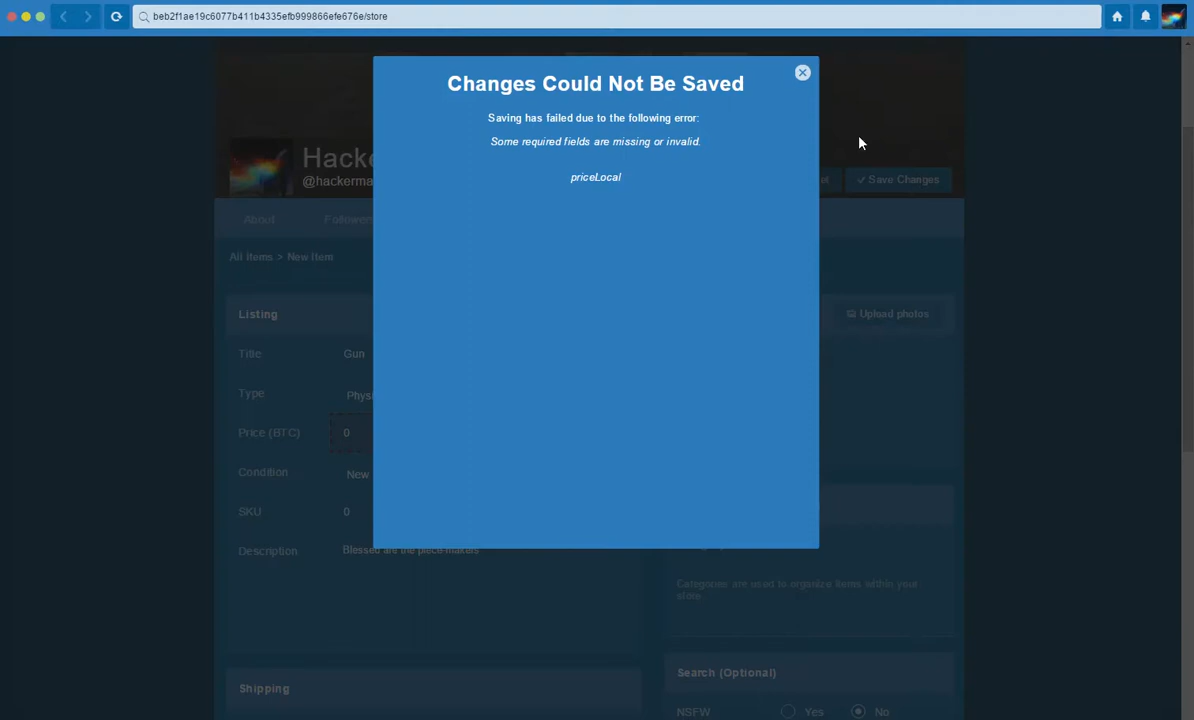 beb2f1ae19c6077b411b4335efb999866efe676e/store
Changes Could Not Be Saved
Saving has failed due to the following error:
Some required fields are missing or invalid.
priceLocal
Hacke
@hackerma
Save Changes
About
Follower
All Items > New Item
Listing
Upload photos
Title
Gun
Type
Physi
Price (BTC)
0
Condition
New
SKU
0
Description
Blessed are the piece-makers
Categories are used to organize items within your
store.
Shipping
Search (Optional)
NSFW
Yes
No